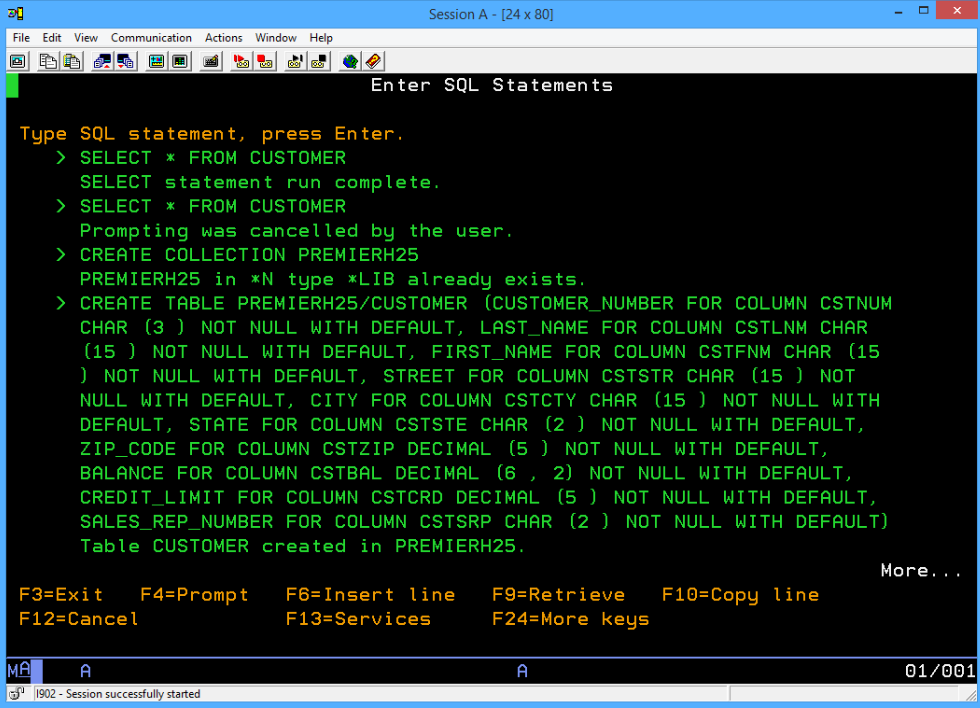 Session A - [24 x 80]
File Edit View Communication Actions Window Help
Enter SQL Statements
Type SQL statement, press Enter.
> SELECT * FROM CUSTOMER
SELECT statement run complete.
> SELECT * FROM CUSTOMER
Prompting was cancelled by the user.
> CREATE COLLECTION PREMIERH25
PREMIERH25 in *N type *LIB already exists.
> CREATE TABLE PREMIERH25/CUSTOMER (CUSTOMER_NUMBER FOR COLUMN CSTNUM
CHAR (3 ) NOT NULL WITH DEFAULT, LAST_NAME FOR COLUMN CSTLNM CHAR
(15 ) NOT NULL WITH DEFAULT, FIRST_NAME FOR COLUMN CSTFNM CHAR (15
) NOT NULL WITH DEFAULT, STREET FOR COLUMN CSTSTR CHAR (15 ) NOT
NULL WITH DEFAULT, CITY FOR COLUMN CSTCTY CHAR (15 ) NOT NULL WITH
DEFAULT, STATE FOR COLUMN CSTSTE CHAR (2 ) NOT NULL WITH DEFAULT,
ZIP_CODE FOR COLUMN CSTZIP DECIMAL (5 ) NOT NULL WITH DEFAULT,
BALANCE FOR COLUMN CSTBAL DECIMAL (6 , 2) NOT NULL WITH DEFAULT,
CREDIT_LIMIT FOR COLUMN CSTCRD DECIMAL (5 ) NOT NULL WITH DEFAULT,
SALES_REP_NUMBER FOR COLUMN CSTSRP CHAR (2 ) NOT NULL WITH DEFAULT)
Table CUSTOMER created in PREMIERH25.
More...
F3=Exit F4=Prompt F6=Insert line F9=Retrieve F10=Copy line
F12=Cancel F13=Services F24=More keys
MA A A 01/001
I902 - Session successfully started